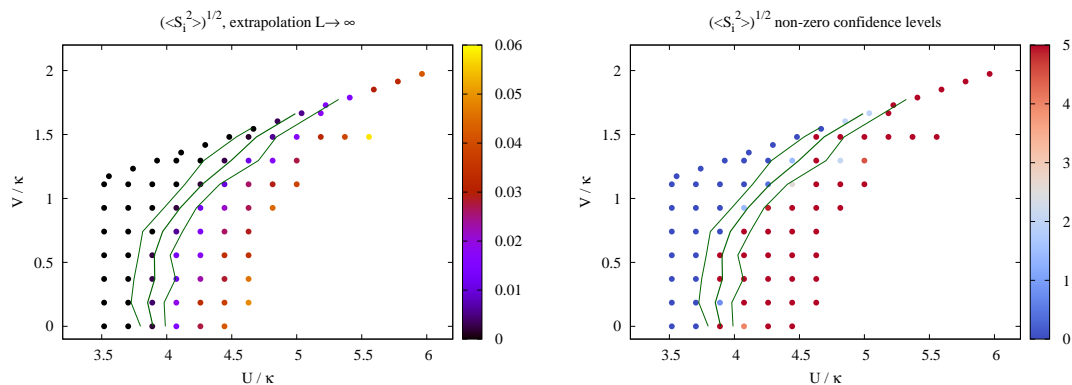 (<S_i^2>)^1/2, extrapolation L→ ∞
V / κ
2
1.5
1
0.5
0
3.5 4 4.5 5 5.5 6
U / κ
0.06
0.05
0.04
0.03
0.02
0.01
0
(<S_i^2>)^1/2 non-zero confidence levels
V / κ
2
1.5
1
0.5
0
3.5 4 4.5 5 5.5 6
U / κ
5
4
3
2
1
0